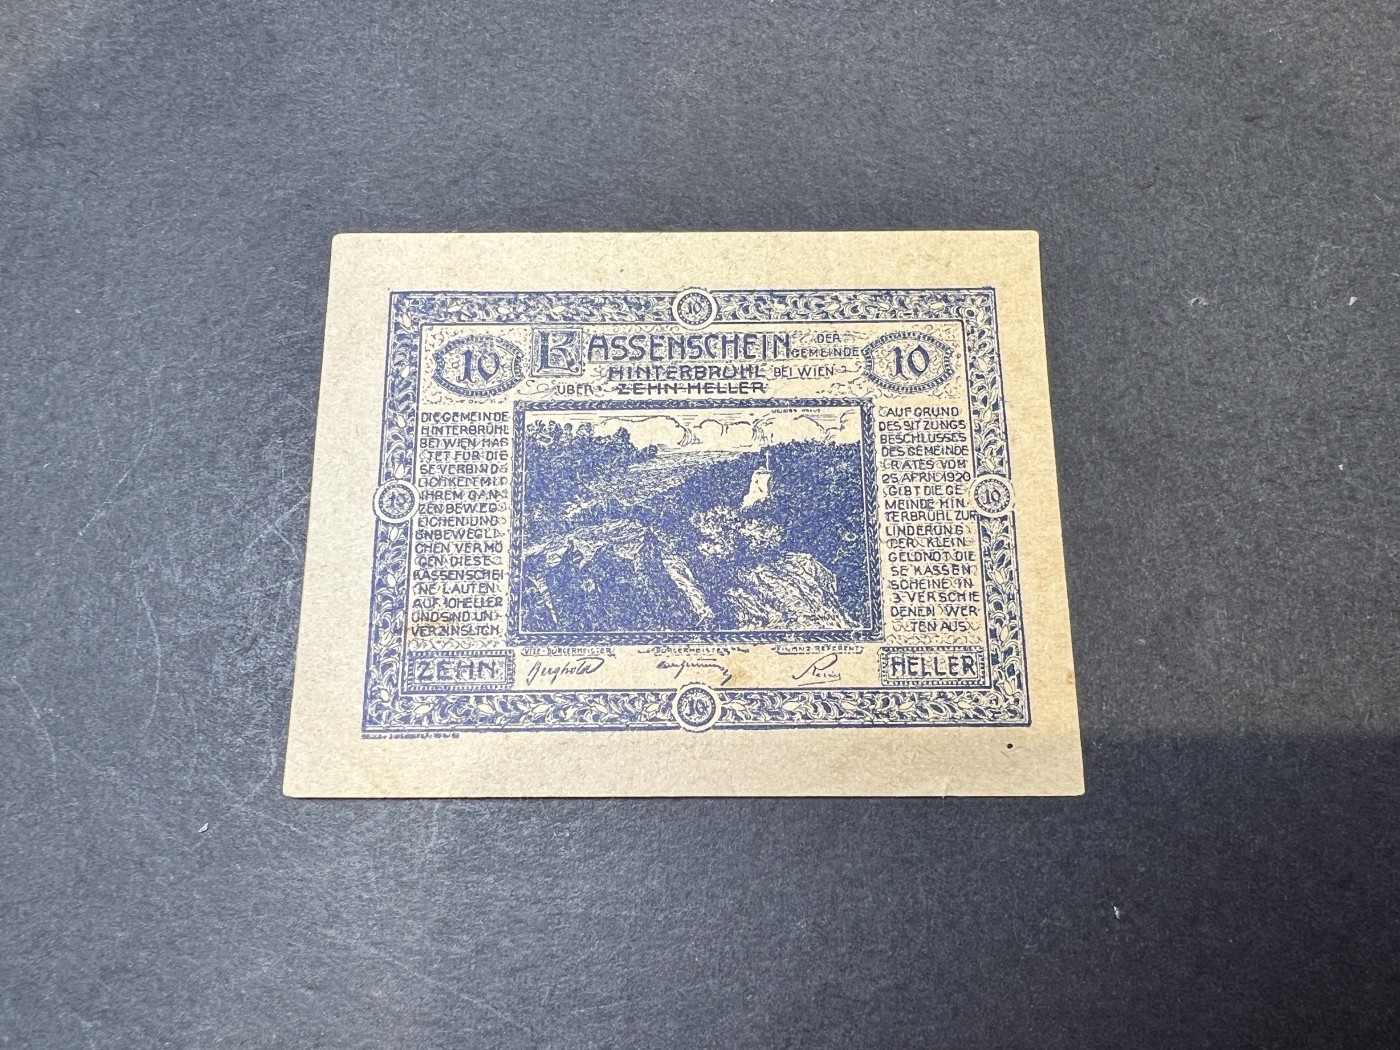 10
10
KASSENSCHEIN DER
GEMEINDE
HINTERBRÜHL BEI WIEN
ÜBER ZEHN HELLER
10
DIE GEMEINDE
HINTERBRÜHL
BEI WIEN HAF
TET FÜR DIE
SE VERBIND
LICHKEIT MIT
IHREM GAN
ZEN BEWEG
LICHEN UND
UNBEWEGLI
CHEN VERMÖ
GEN DIESE
KASSENSCHEI
NE LAUTEN
AUF 10 HELLER
UND SIND UN
VERZINSLICH
AUF GRUND
DES SITZUNGS
BESCHLUSSES
DES GEMEINDE
RATES VOM
25 APRIL 1920
GIBT DIE GE
MEINDE HIN
TERBRÜHL ZUR
LINDERUNG
DER KLEIN
GELDNOT DIE
SE KASSEN
SCHEINE IN
3 VERSCHIE
DENEN WER
TEN AUS
10
10
VIZE-BÜRGERMEISTER
BÜRGERMEISTER
FINANZ-REFERENT
ZEHN
HELLER
10